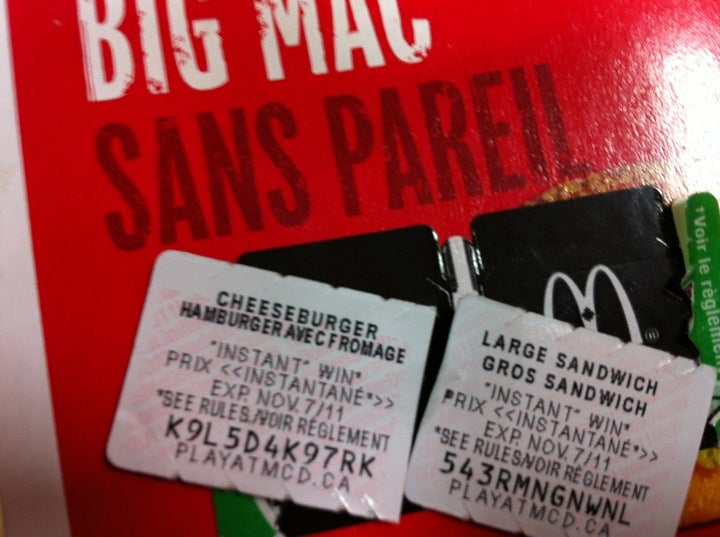 BIG MAC
SANS PAREIL
CHEESEBURGER
HAMBURGER AVEC FROMAGE
"INSTANT" WIN*
PRIX <<INSTANTANÉ*>>
EXP. NOV. 7/11
*SEE RULES/VOIR RÈGLEMENT
K9L5D4K97RK
PLAYATMCD.CA
LARGE SANDWICH
GROS SANDWICH
"INSTANT" WIN*
PRIX <<INSTANTANÉ*>>
EXP. NOV. 7/11
*SEE RULES/VOIR RÈGLEMENT
543RMNGNWNL
PLAYATMCD.CA
†Voir le